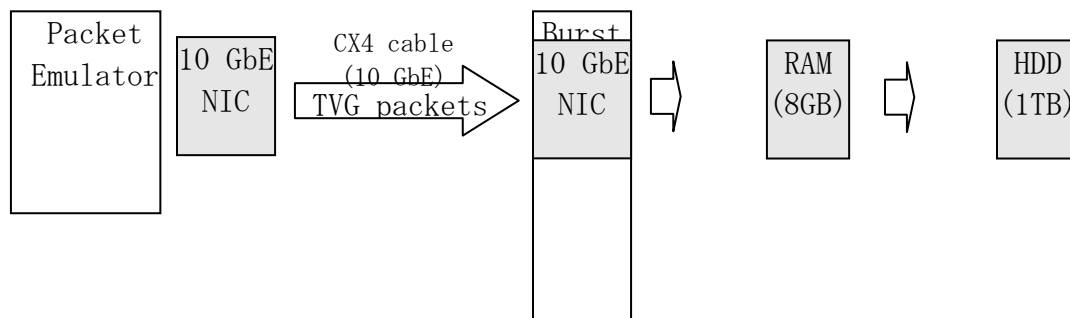 Packet
Emulator
10 GbE
NIC
CX4 cable
(10 GbE)
TVG packets
Burst
10 GbE
NIC
RAM
(8GB)
HDD
(1TB)